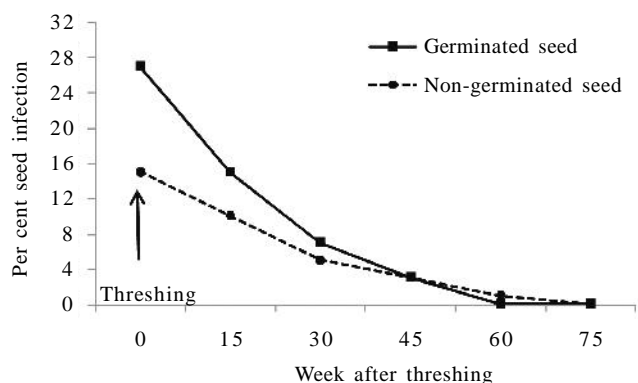 32
28
24
20
16
12
8
4
0
Per cent seed infection
Germinated seed
Non-germinated seed
Threshing
0 15 30 45 60 75
Week after threshing